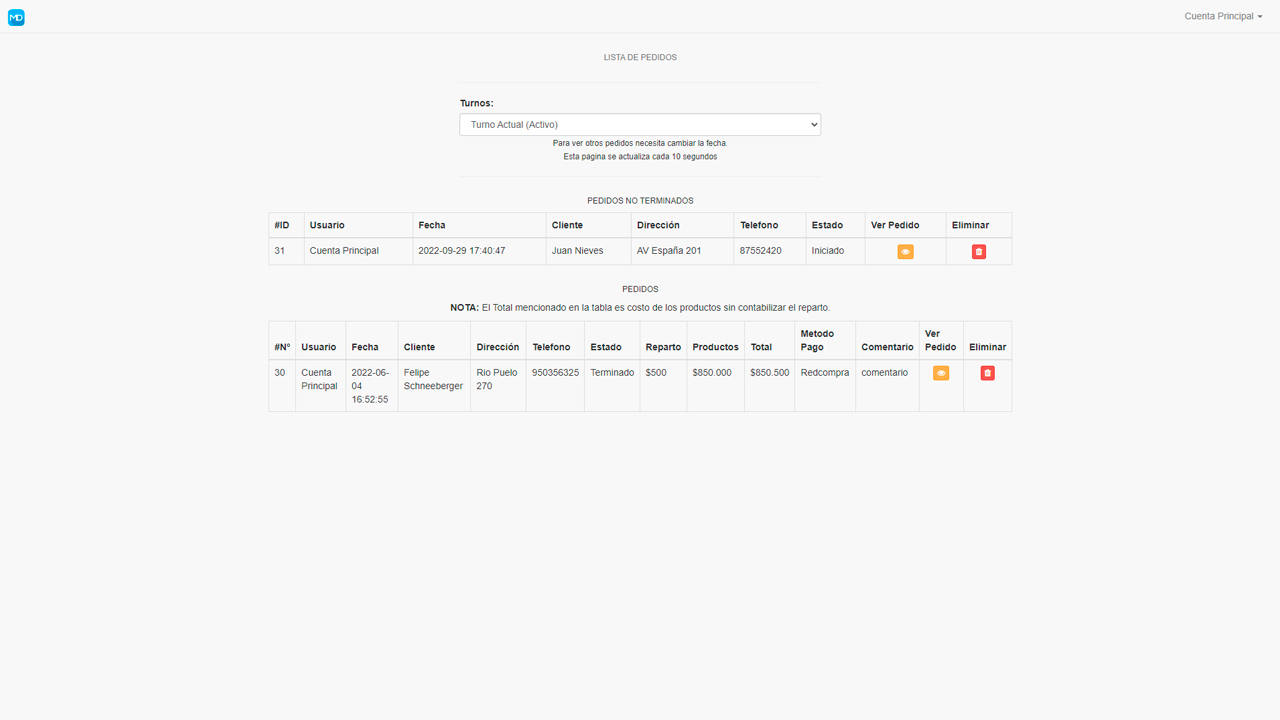 MD
Cuenta Principal
LISTA DE PEDIDOS
Turnos:
Turno Actual (Activo)
Para ver otros pedidos necesita cambiar la fecha.
Esta pagina se actualiza cada 10 segundos
PEDIDOS NO TERMINADOS
#ID Usuario Fecha Cliente Dirección Telefono Estado Ver Pedido Eliminar
31 Cuenta Principal 2022-09-29 17:40:47 Juan Nieves AV España 201 87552420 Iniciado
PEDIDOS
NOTA: El Total mencionado en la tabla es costo de los productos sin contabilizar el reparto.
#N° Usuario Fecha Cliente Dirección Telefono Estado Reparto Productos Total Metodo Pago Comentario Ver Pedido Eliminar
30 Cuenta Principal 2022-06-04 16:52:55 Felipe Schneeberger Rio Puelo 270 950356325 Terminado $500 $850.000 $850.500 Redcompra comentario